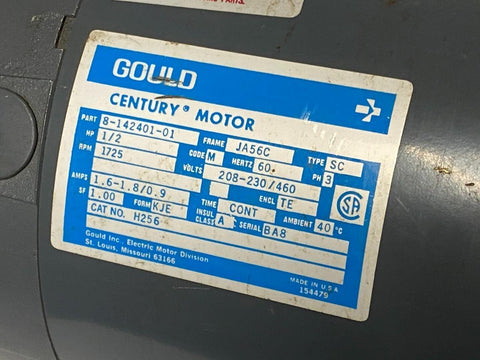 PARTS.
GOULD
CENTURY® MOTOR
PART 8-142401-01 FRAME JA56C TYPE SC
HP 1/2 CODE M HERTZ 60 PH 3
RPM 1725 VOLTS 208-230/460
AMPS 1.6-1.8/0.9 ENCL TE
SF 1.00 FORM KJE TIME CONT AMBIENT 40 °C
CAT NO. H256 INSUL CLASS A SERIAL BA8
SA
Gould Inc., Electric Motor Division
St. Louis, Missouri 63166
MADE IN U.S.A
154479